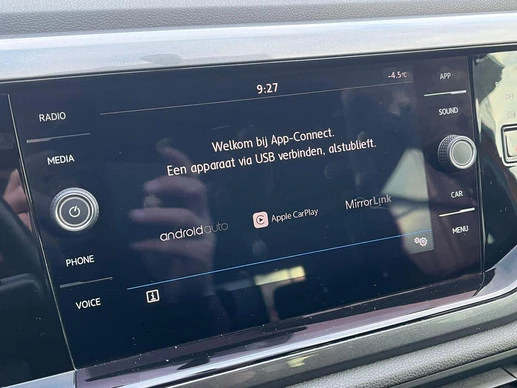 9:27
-4.5°C
RADIO
MEDIA
PHONE
VOICE
Welkom bij App-Connect.
Een apparaat via USB verbinden, alstublieft.
androidauto
Apple CarPlay
MirrorLink
i
APP
SOUND
CAR
MENU